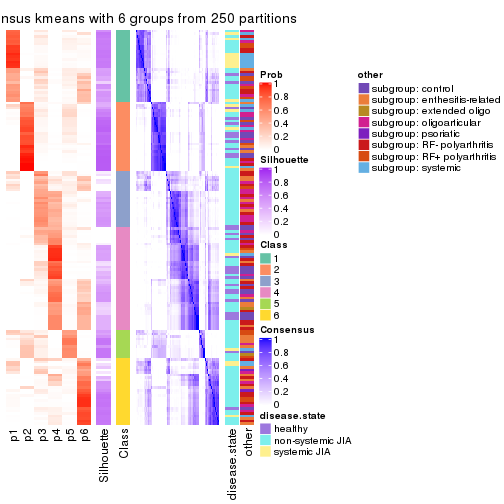 nsus kmeans with 6 groups from 250 partitions
p1
p2
p3
p4
p5
p6
Silhouette
Class
disease.state
other
Prob
1
0.8
0.6
0.4
0.2
0
Silhouette
1
0.8
0.6
0.4
0.2
0
Class
1
2
3
4
5
6
Consensus
1
0.8
0.6
0.4
0.2
0
disease.state
healthy
non-systemic JIA
systemic JIA
other
subgroup: control
subgroup: enthesitis-related
subgroup: extended oligo
subgroup: oligoarticular
subgroup: psoriatic
subgroup: RF- polyarthritis
subgroup: RF+ polyarthritis
subgroup: systemic